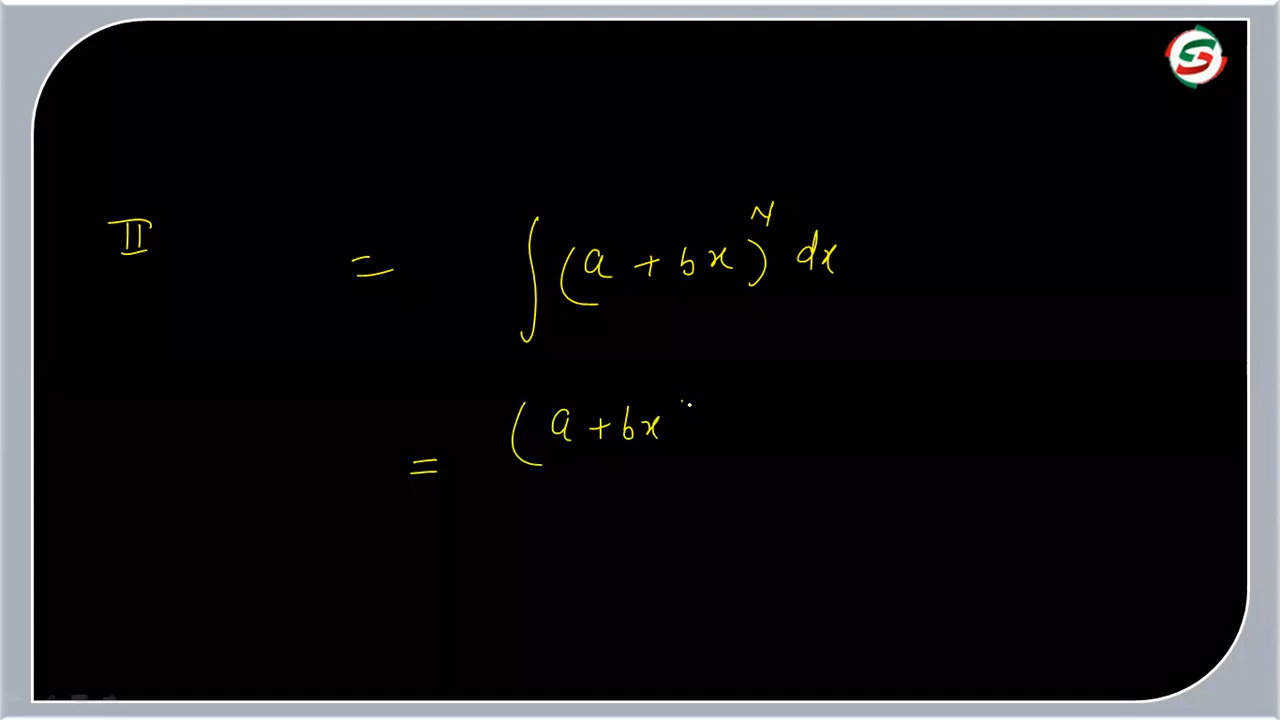 II
= ∫(a + bx)^n dx
= (a + bx